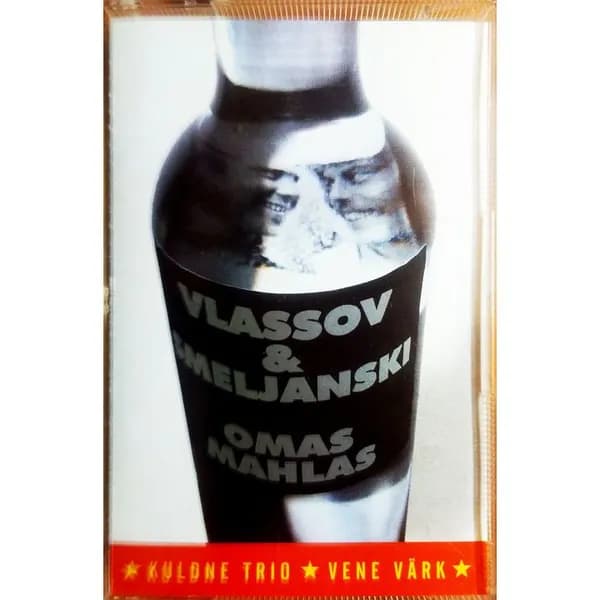 VLASSOV
&
SMELJANSKI
OMAS
MAHLAS
★ KULDNE TRIO ★ VENE VÄRK ★